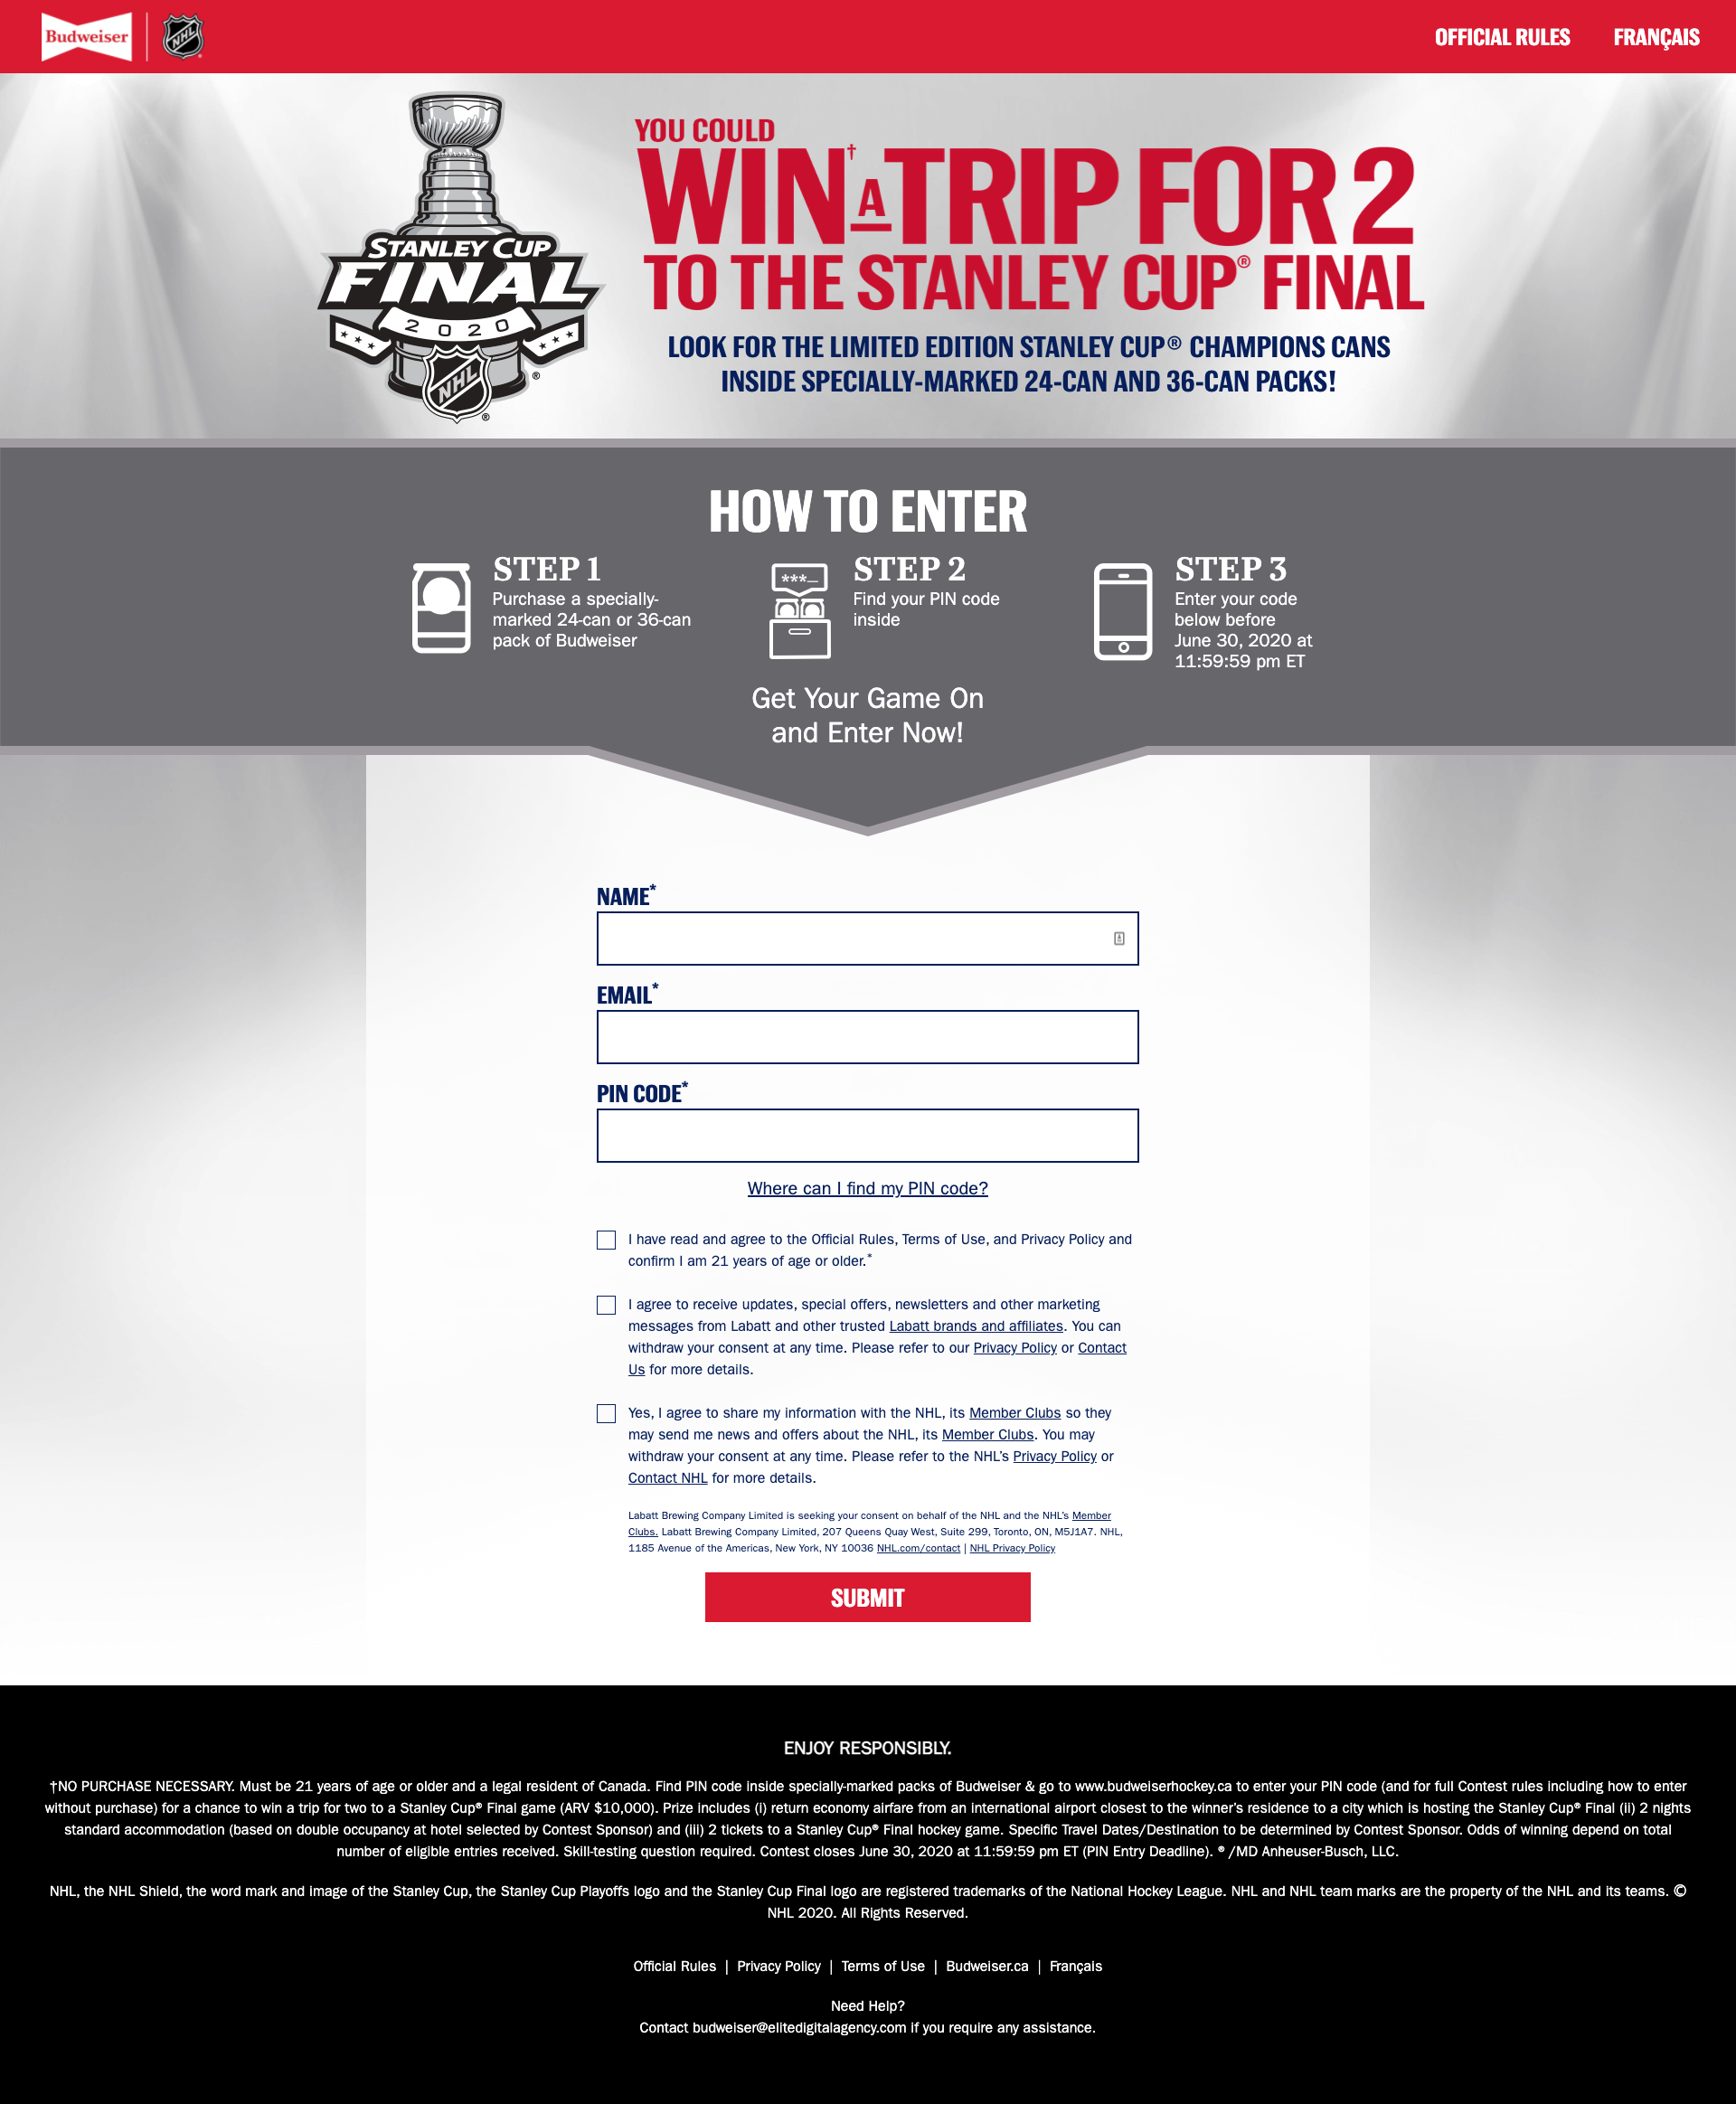 Budweiser
NHL
OFFICIAL RULES
FRANÇAIS
STANLEY CUP
FINAL
2020
NHL
®
®
YOU COULD
WIN† A TRIP FOR 2
TO THE STANLEY CUP® FINAL
LOOK FOR THE LIMITED EDITION STANLEY CUP® CHAMPIONS CANS
INSIDE SPECIALLY-MARKED 24-CAN AND 36-CAN PACKS!
HOW TO ENTER
STEP 1
Purchase a specially-
marked 24-can or 36-can
pack of Budweiser
***_
STEP 2
Find your PIN code
inside
STEP 3
Enter your code
below before
June 30, 2020 at
11:59:59 pm ET
Get Your Game On
and Enter Now!
NAME*
EMAIL*
PIN CODE*
Where can I find my PIN code?
I have read and agree to the Official Rules, Terms of Use, and Privacy Policy and
confirm I am 21 years of age or older.*
I agree to receive updates, special offers, newsletters and other marketing
messages from Labatt and other trusted Labatt brands and affiliates. You can
withdraw your consent at any time. Please refer to our Privacy Policy or Contact
Us for more details.
Yes, I agree to share my information with the NHL, its Member Clubs so they
may send me news and offers about the NHL, its Member Clubs. You may
withdraw your consent at any time. Please refer to the NHL’s Privacy Policy or
Contact NHL for more details.
Labatt Brewing Company Limited is seeking your consent on behalf of the NHL and the NHL’s Member
Clubs. Labatt Brewing Company Limited, 207 Queens Quay West, Suite 299, Toronto, ON, M5J1A7. NHL,
1185 Avenue of the Americas, New York, NY 10036 NHL.com/contact | NHL Privacy Policy
SUBMIT
ENJOY RESPONSIBLY.
†NO PURCHASE NECESSARY. Must be 21 years of age or older and a legal resident of Canada. Find PIN code inside specially-marked packs of Budweiser & go to www.budweiserhockey.ca to enter your PIN code (and for full Contest rules including how to enter
without purchase) for a chance to win a trip for two to a Stanley Cup® Final game (ARV $10,000). Prize includes (i) return economy airfare from an international airport closest to the winner’s residence to a city which is hosting the Stanley Cup® Final (ii) 2 nights
standard accommodation (based on double occupancy at hotel selected by Contest Sponsor) and (iii) 2 tickets to a Stanley Cup® Final hockey game. Specific Travel Dates/Destination to be determined by Contest Sponsor. Odds of winning depend on total
number of eligible entries received. Skill-testing question required. Contest closes June 30, 2020 at 11:59:59 pm ET (PIN Entry Deadline). ® /MD Anheuser-Busch, LLC.
NHL, the NHL Shield, the word mark and image of the Stanley Cup, the Stanley Cup Playoffs logo and the Stanley Cup Final logo are registered trademarks of the National Hockey League. NHL and NHL team marks are the property of the NHL and its teams. ©
NHL 2020. All Rights Reserved.
Official Rules | Privacy Policy | Terms of Use | Budweiser.ca | Français
Need Help?
Contact budweiser@elitedigitalagency.com if you require any assistance.